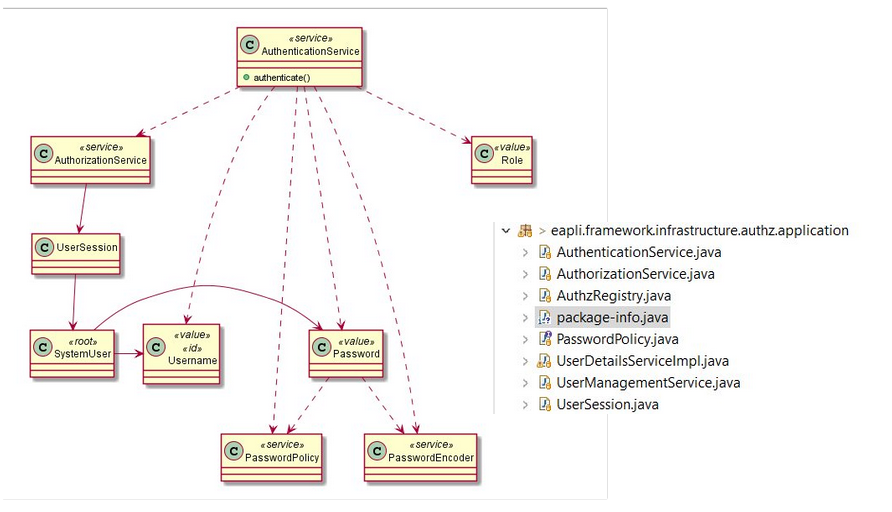 «service»
C AuthenticationService
authenticate()
«service»
C AuthorizationService
«value»
C Role
C UserSession
> eapli.framework.infrastructure.authz.application
AuthenticationService.java
AuthorizationService.java
AuthzRegistry.java
package-info.java
PasswordPolicy.java
UserDetailsServiceImpl.java
UserManagementService.java
UserSession.java
«root»
C SystemUser
«value»
«id»
C Username
«value»
C Password
«service»
C PasswordPolicy
«service»
C PasswordEncoder